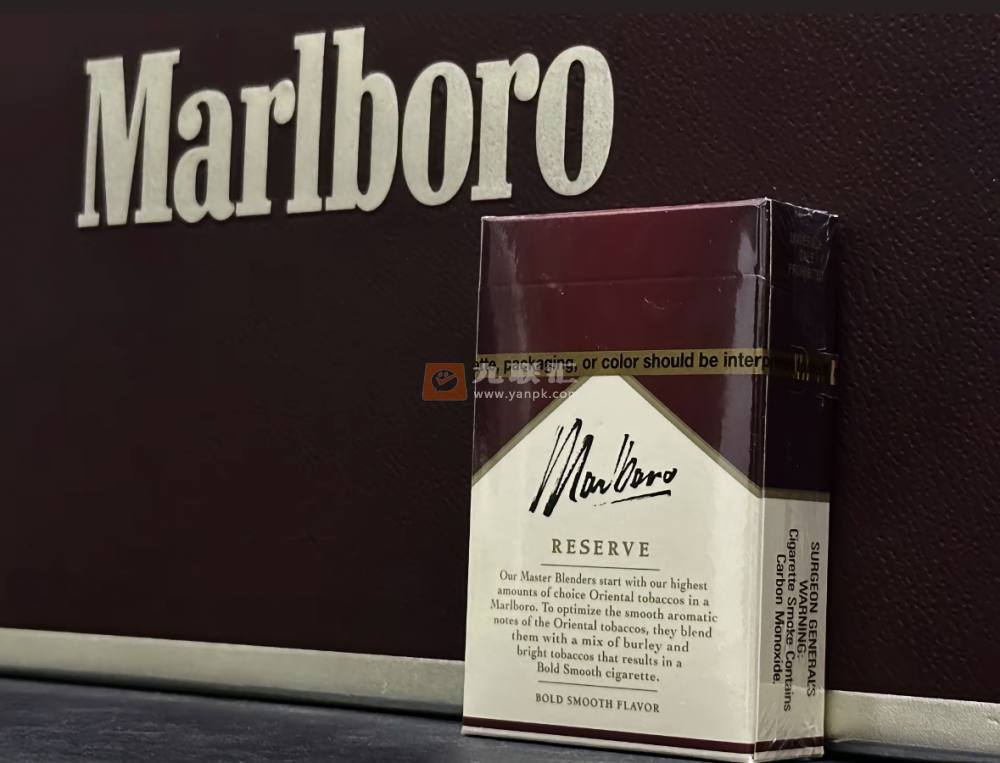 Marlboro
ette, packaging, or color should be interp
www.yanpk.com
Marlboro
RESERVE
Our Master Blenders start with our highest
amounts of choice Oriental tobaccos in a
Marlboro. To optimize the smooth aromatic
notes of the Oriental tobaccos, they blend
them with a mix of burley and
bright tobaccos that results in a
Bold Smooth cigarette.
BOLD SMOOTH FLAVOR
SURGEON GENERAL'S
WARNING:
Cigarette Smoke Contains
Carbon Monoxide.